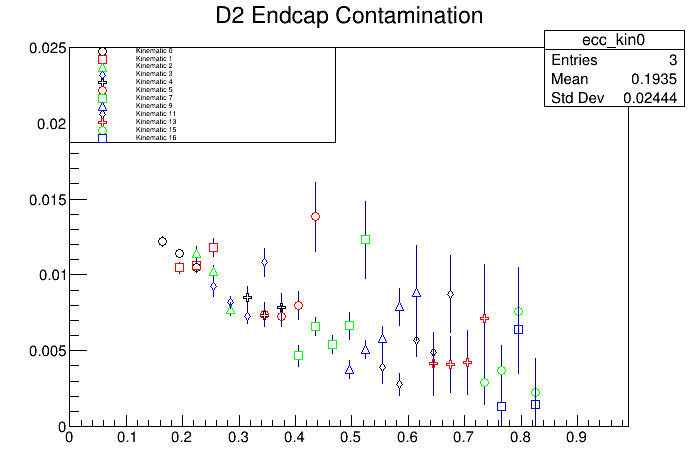 D2 Endcap Contamination
ecc_kin0
Entries 3
Mean 0.1935
Std Dev 0.02444
Kinematic 0
Kinematic 1
Kinematic 2
Kinematic 3
Kinematic 4
Kinematic 5
Kinematic 7
Kinematic 9
Kinematic 11
Kinematic 13
Kinematic 15
Kinematic 16
0.025
0.02
0.015
0.01
0.005
0
0 0.1 0.2 0.3 0.4 0.5 0.6 0.7 0.8 0.9